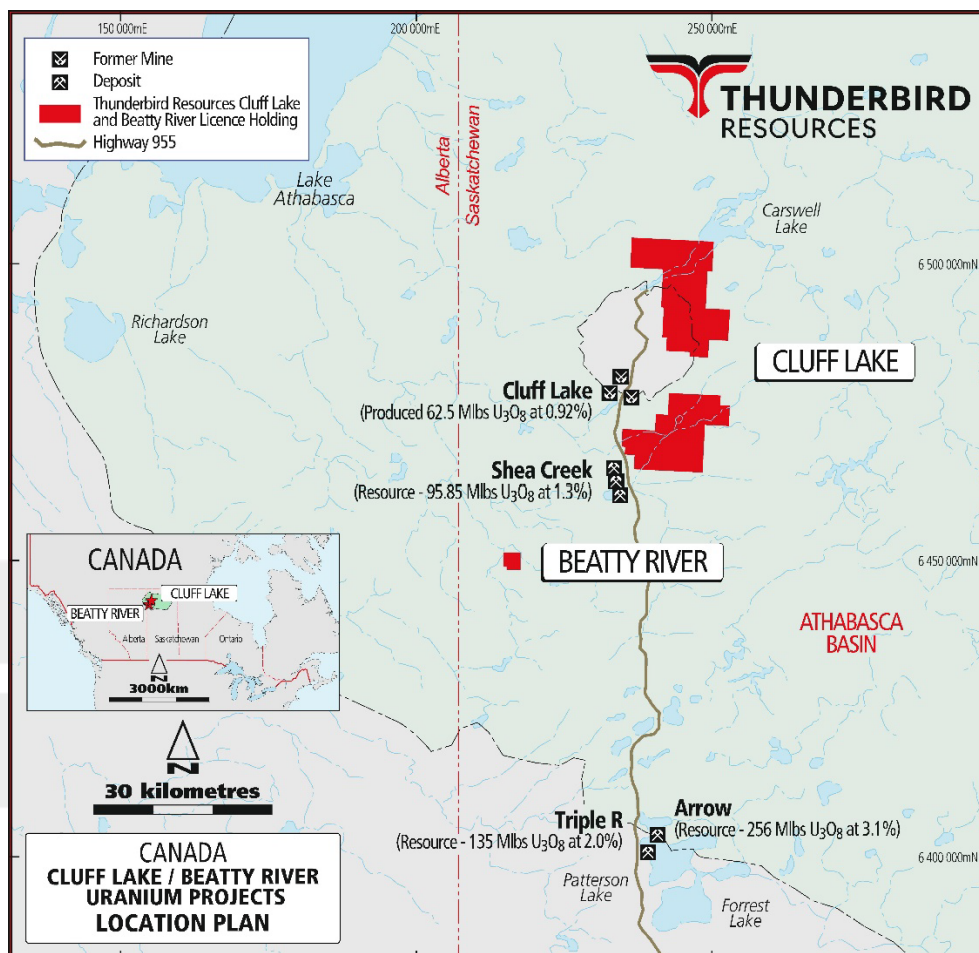 150 000mE
200 000mE
250 000mE
Former Mine
Deposit
Thunderbird Resources Cluff Lake
and Beatty River Licence Holding
Highway 955
THUNDERBIRD
RESOURCES
Lake
Athabasca
Alberta
Saskatchewan
Carswell
Lake
6 500 000mN
Richardson
Lake
CLUFF LAKE
Cluff Lake
(Produced 62.5 Mlbs U₃O₈ at 0.92%)
Shea Creek
(Resource - 95.85 Mlbs U₃O₈ at 1.3%)
BEATTY RIVER
6 450 000mN
CANADA
CLUFF LAKE
BEATTY RIVER
Alberta
Saskatchewan
Ontario
N
3000km
ATHABASCA
BASIN
N
30 kilometres
Triple R
(Resource - 135 Mlbs U₃O₈ at 2.0%)
Arrow
(Resource - 256 Mlbs U₃O₈ at 3.1%)
6 400 000mN
Patterson
Lake
Forrest
Lake
CANADA
CLUFF LAKE / BEATTY RIVER
URANIUM PROJECTS
LOCATION PLAN